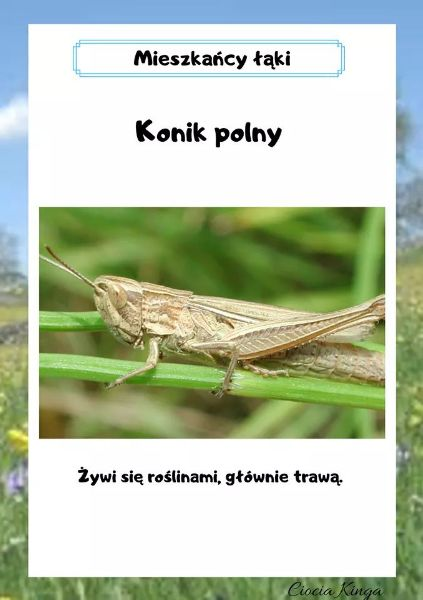 Mieszkańcy łąki
Konik polny
Żywi się roślinami, głównie trawą.
Ciocia Kinga